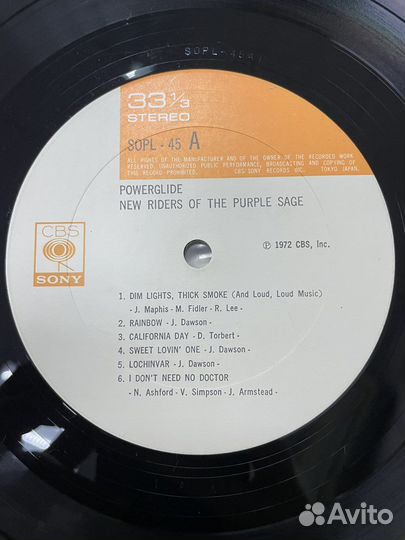 SOPL-45A1
33 1/3
STEREO
SOPL - 45 A
ALL RIGHTS OF THE MANUFACTURER AND OF THE OWNER OF THE RECORDED WORK
RESERVED. UNAUTHORIZED PUBLIC PERFORMANCE, BROADCASTING AND COPYING OF
THIS RECORD PROHIBITED. CBS/SONY RECORDS INC. TOKYO JAPAN.
POWERGLIDE
NEW RIDERS OF THE PURPLE SAGE
CBS
SONY
℗ 1972 CBS, Inc.
1. DIM LIGHTS, THICK SMOKE (And Loud, Loud Music)
- J. Maphis - M. Fidler - R. Lee -
2. RAINBOW - J. Dawson -
3. CALIFORNIA DAY - D. Torbert -
4. SWEET LOVIN' ONE - J. Dawson -
5. LOCHINVAR - J. Dawson -
6. I DON'T NEED NO DOCTOR
- N. Ashford - V. Simpson - J. Armstead -
Avito